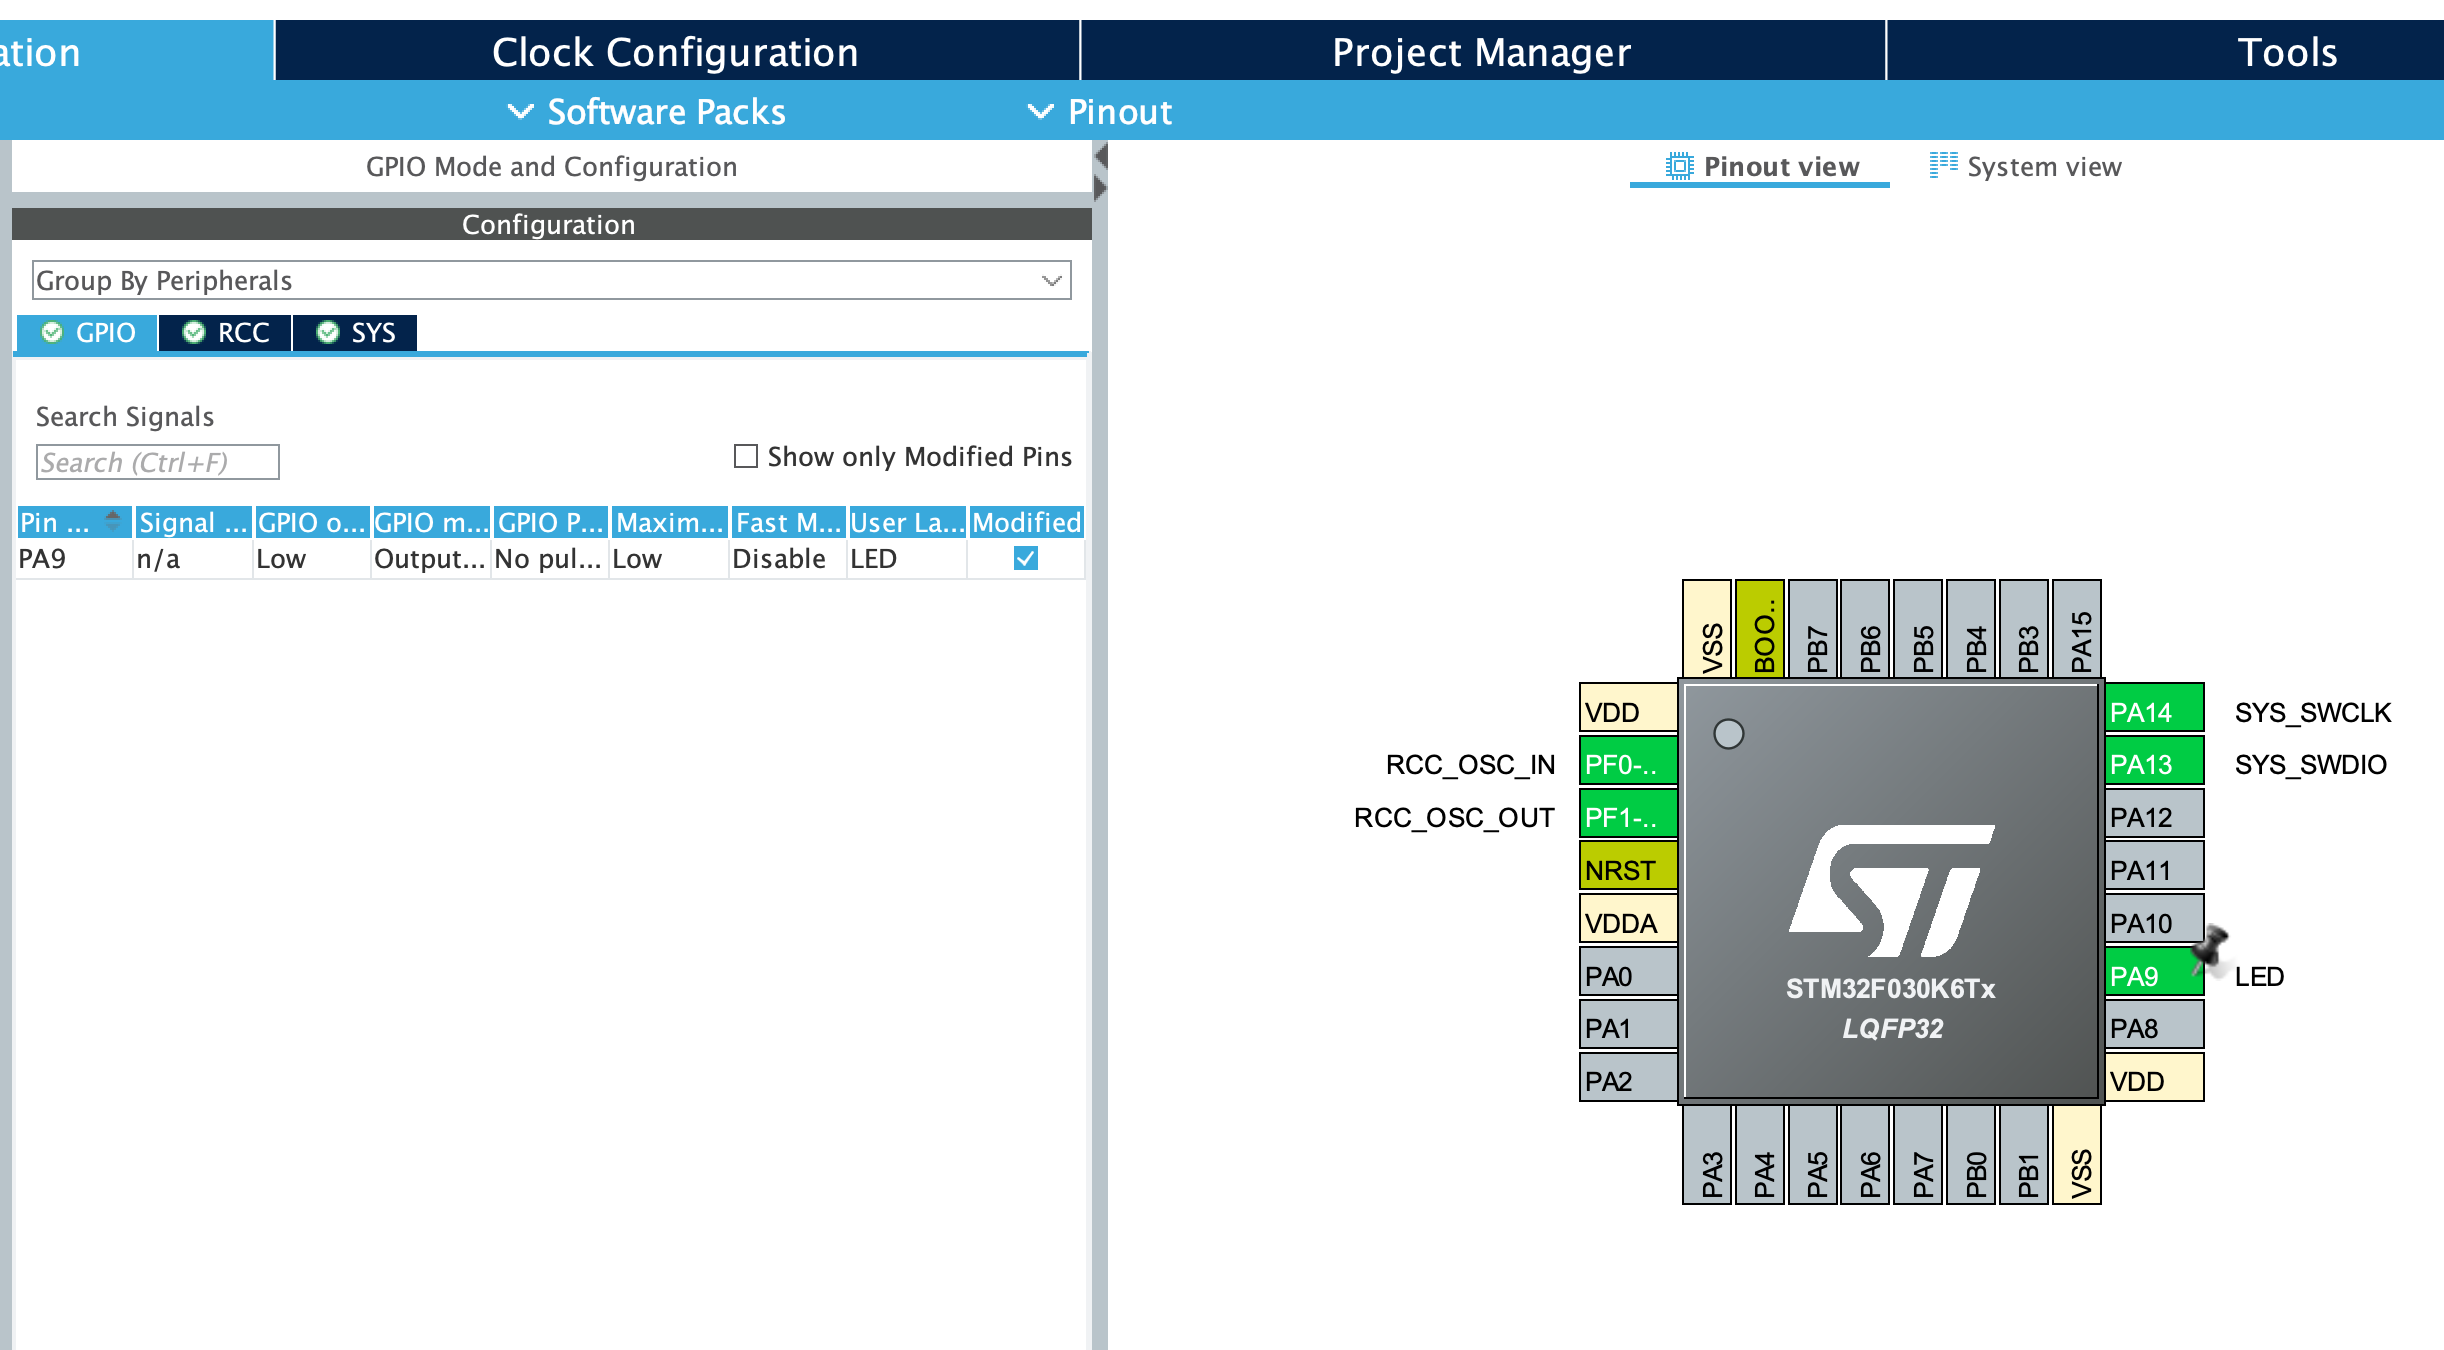 ation
Clock Configuration
Project Manager
Tools
Software Packs
Pinout
GPIO Mode and Configuration
Pinout view
System view
Configuration
Group By Peripherals
GPIO
RCC
SYS
Search Signals
Search (Ctrl+F)
Show only Modified Pins
Pin ... Signal ... GPIO o... GPIO m... GPIO P... Maxim... Fast M... User La... Modified
PA9 n/a Low Output... No pul... Low Disable LED
VSS
BOO..
PB7
PB6
PB5
PB4
PB3
PA15
VDD
RCC_OSC_IN PF0-..
RCC_OSC_OUT PF1-..
NRST
VDDA
PA0
PA1
PA2
ST
STM32F030K6Tx
LQFP32
PA14 SYS_SWCLK
PA13 SYS_SWDIO
PA12
PA11
PA10
PA9 LED
PA8
VDD
PA3
PA4
PA5
PA6
PA7
PB0
PB1
VSS